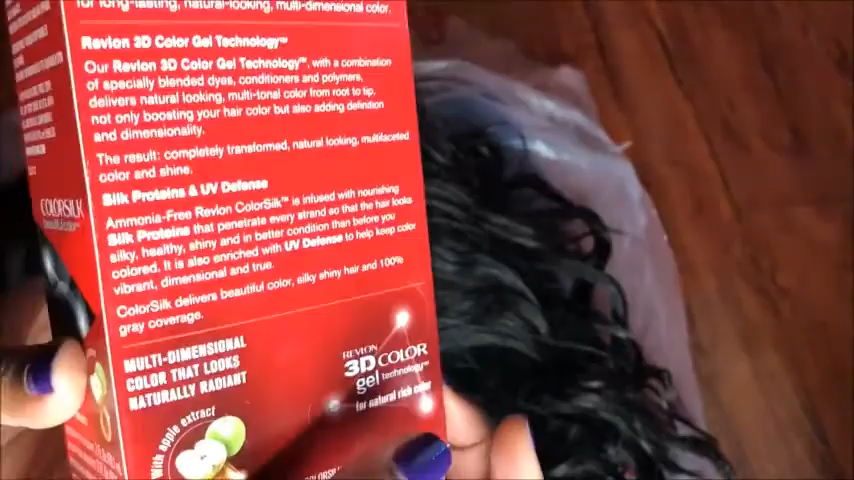 for long-lasting, natural-looking, multi-dimensional color.
Revlon 3D Color Gel Technology™
Our Revlon 3D Color Gel Technology™, with a combination
of specially blended dyes, conditioners and polymers,
delivers natural looking, multi-tonal color from root to tip.
not only boosting your hair color but also adding definition
and dimensionality.
The result: completely transformed, natural looking, multifaceted
color and shine.
Silk Proteins & UV Defense
Ammonia-Free Revlon ColorSilk™ is infused with nourishing
Silk Proteins that penetrate every strand so that the hair looks
silky, healthy, shiny and in better condition than before you
colored. It is also enriched with UV Defense to help keep color
vibrant, dimensional and true.
ColorSilk delivers beautiful color, silky shiny hair and 100%
gray coverage.
MULTI-DIMENSIONAL
COLOR THAT LOOKS
NATURALLY RADIANT
REVLON
3D COLOR
gel technology™
for natural rich color
with apple extract
COLORSILK
beautiful color